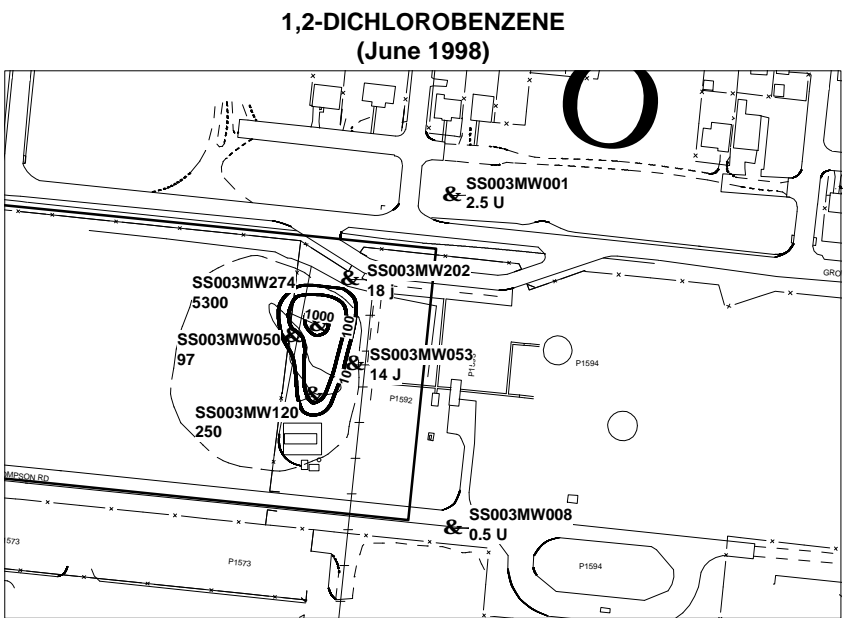 1,2-DICHLOROBENZENE
(June 1998)
O
SS003MW001
2.5 U
SS003MW202
18 j
GRO
SS003MW274
5300
1000
100
SS003MW050
97
SS003MW053
14 J
P1594
10
P1592
SS003MW120
250
MPSON RD
SS003MW008
0.5 U
1573
P1573
P1594